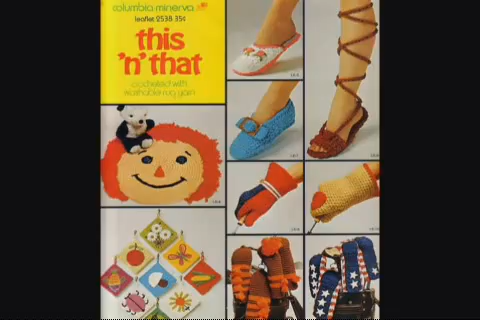 columbia minerva
leaflet 2538 35¢
this
'n' that
crocheted with
washable rug yarn